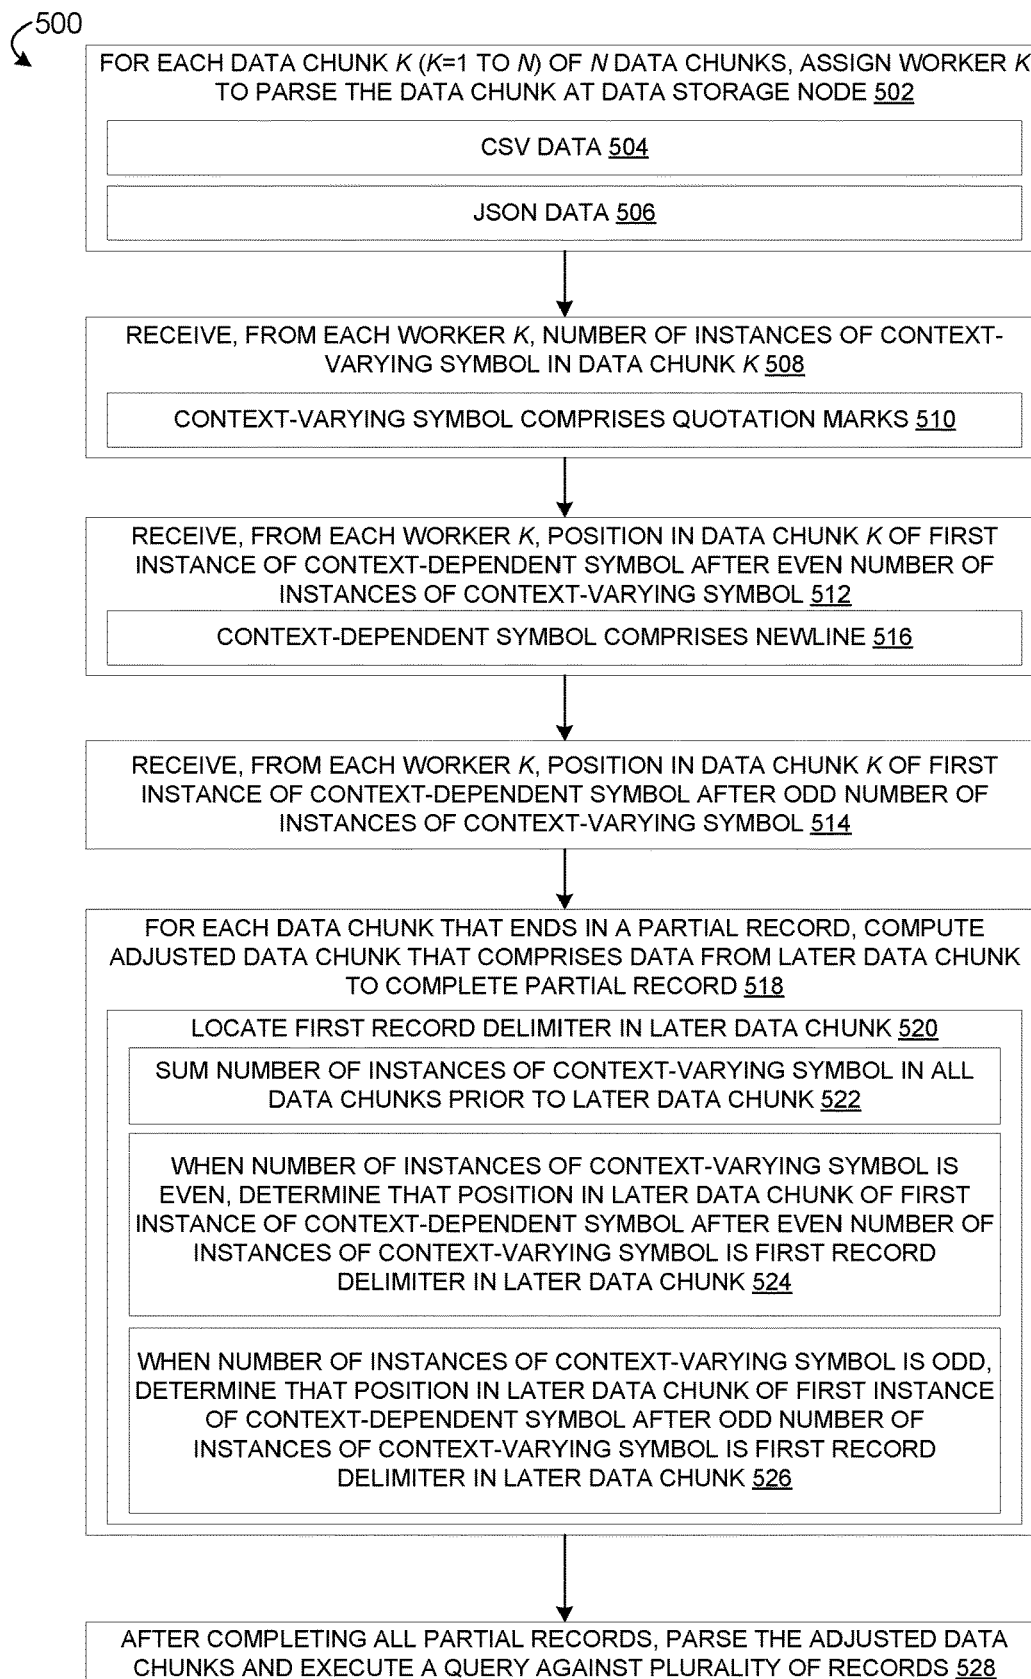 500
FOR EACH DATA CHUNK K (K=1 TO N) OF N DATA CHUNKS, ASSIGN WORKER K
TO PARSE THE DATA CHUNK AT DATA STORAGE NODE 502
CSV DATA 504
JSON DATA 506
RECEIVE, FROM EACH WORKER K, NUMBER OF INSTANCES OF CONTEXT-
VARYING SYMBOL IN DATA CHUNK K 508
CONTEXT-VARYING SYMBOL COMPRISES QUOTATION MARKS 510
RECEIVE, FROM EACH WORKER K, POSITION IN DATA CHUNK K OF FIRST
INSTANCE OF CONTEXT-DEPENDENT SYMBOL AFTER EVEN NUMBER OF
INSTANCES OF CONTEXT-VARYING SYMBOL 512
CONTEXT-DEPENDENT SYMBOL COMPRISES NEWLINE 516
RECEIVE, FROM EACH WORKER K, POSITION IN DATA CHUNK K OF FIRST
INSTANCE OF CONTEXT-DEPENDENT SYMBOL AFTER ODD NUMBER OF
INSTANCES OF CONTEXT-VARYING SYMBOL 514
FOR EACH DATA CHUNK THAT ENDS IN A PARTIAL RECORD, COMPUTE
ADJUSTED DATA CHUNK THAT COMPRISES DATA FROM LATER DATA CHUNK
TO COMPLETE PARTIAL RECORD 518
LOCATE FIRST RECORD DELIMITER IN LATER DATA CHUNK 520
SUM NUMBER OF INSTANCES OF CONTEXT-VARYING SYMBOL IN ALL
DATA CHUNKS PRIOR TO LATER DATA CHUNK 522
WHEN NUMBER OF INSTANCES OF CONTEXT-VARYING SYMBOL IS
EVEN, DETERMINE THAT POSITION IN LATER DATA CHUNK OF FIRST
INSTANCE OF CONTEXT-DEPENDENT SYMBOL AFTER EVEN NUMBER OF
INSTANCES OF CONTEXT-VARYING SYMBOL IS FIRST RECORD
DELIMITER IN LATER DATA CHUNK 524
WHEN NUMBER OF INSTANCES OF CONTEXT-VARYING SYMBOL IS ODD,
DETERMINE THAT POSITION IN LATER DATA CHUNK OF FIRST INSTANCE
OF CONTEXT-DEPENDENT SYMBOL AFTER ODD NUMBER OF
INSTANCES OF CONTEXT-VARYING SYMBOL IS FIRST RECORD
DELIMITER IN LATER DATA CHUNK 526
AFTER COMPLETING ALL PARTIAL RECORDS, PARSE THE ADJUSTED DATA
CHUNKS AND EXECUTE A QUERY AGAINST PLURALITY OF RECORDS 528